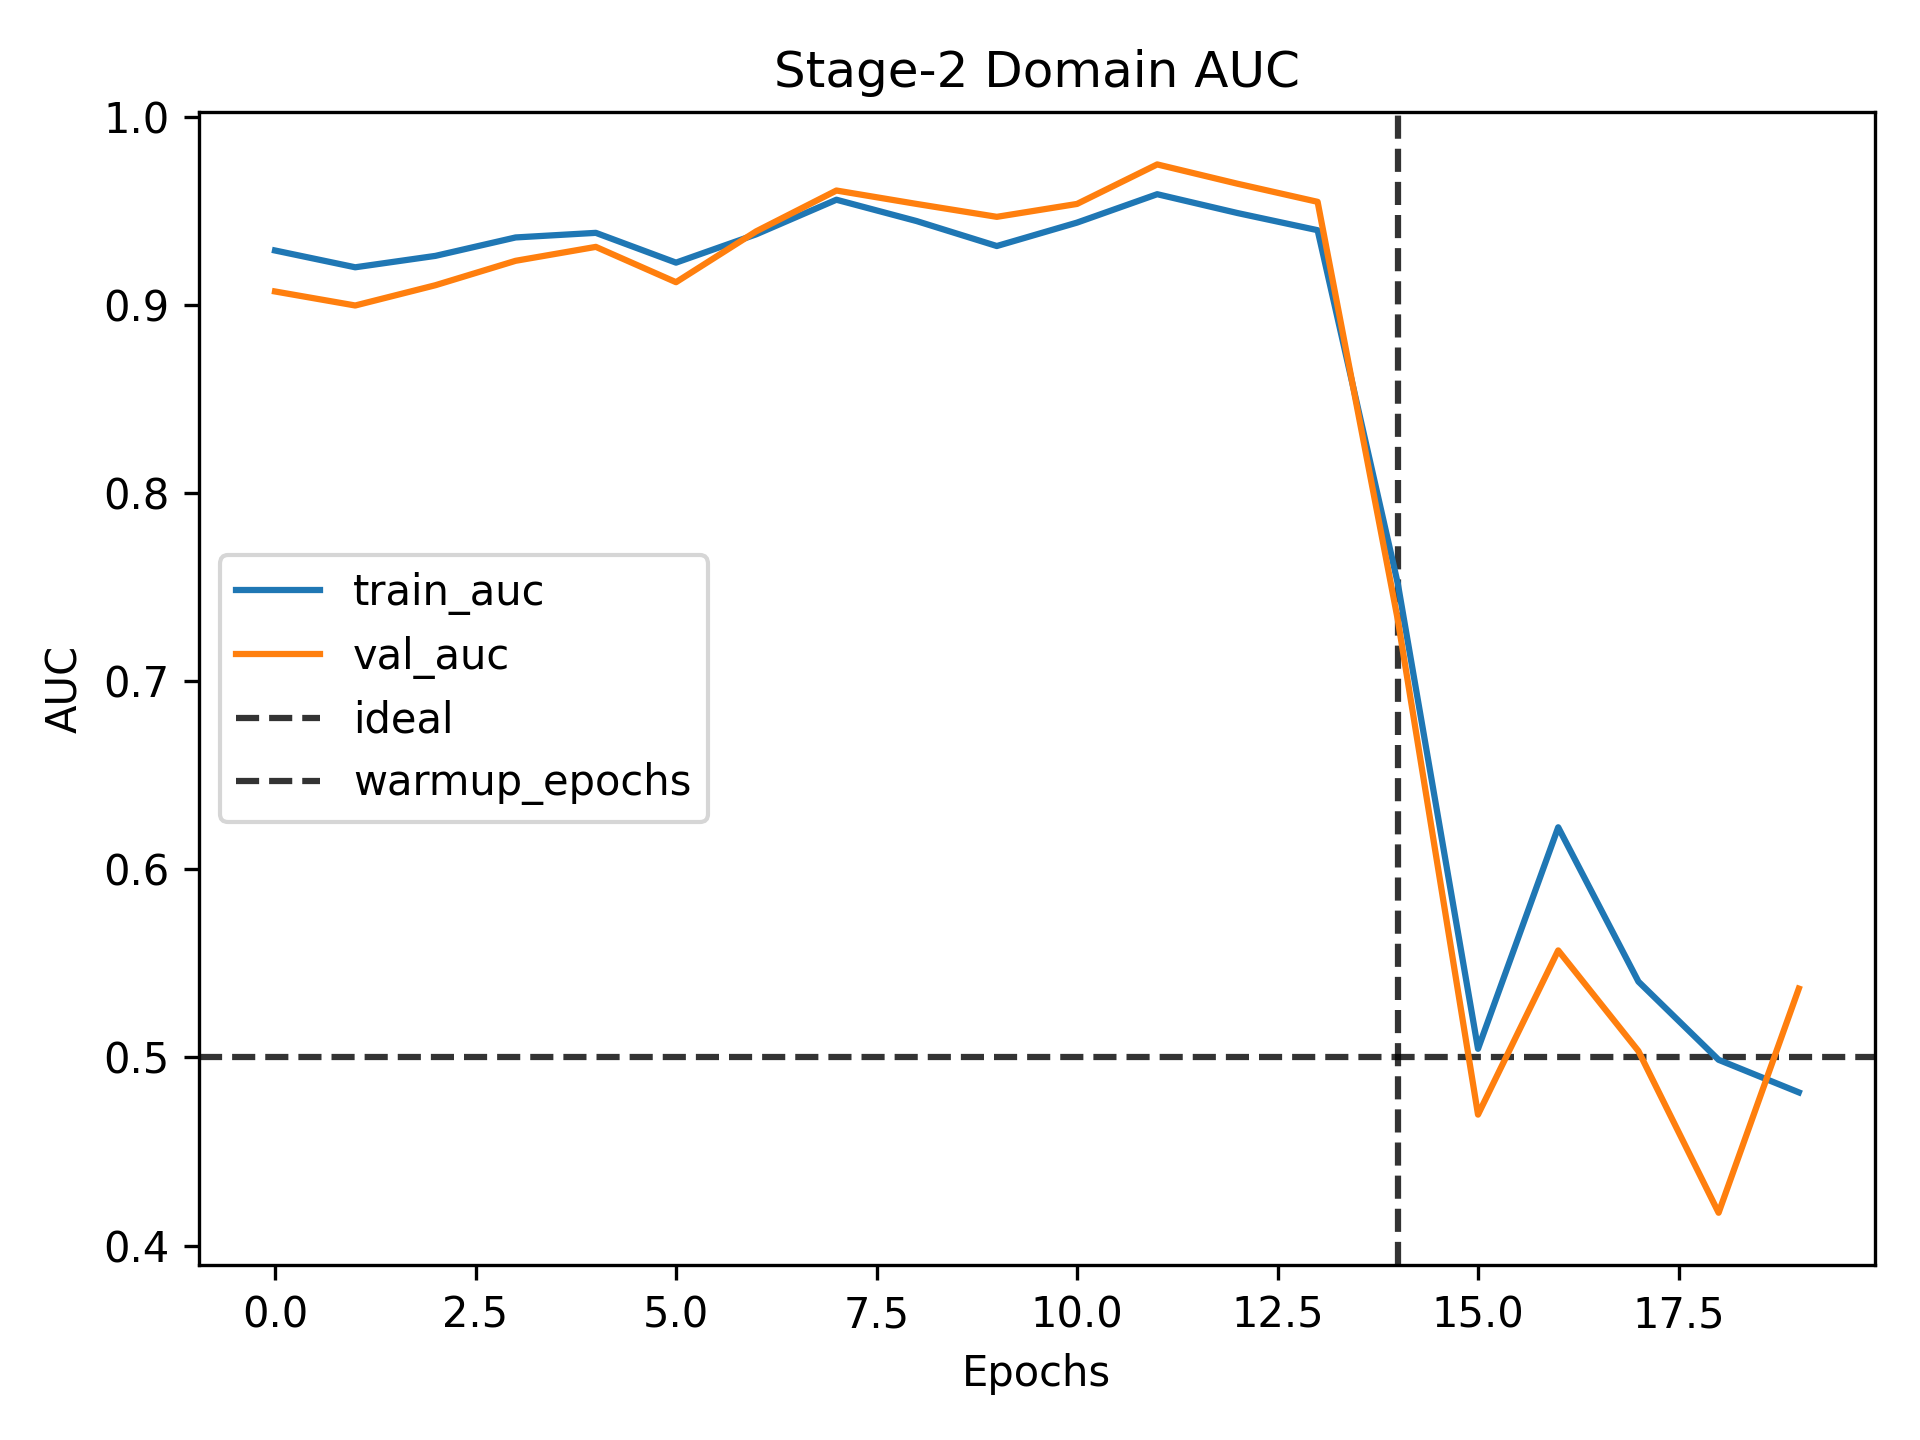 Stage-2 Domain AUC
AUC
1.0
0.9
0.8
0.7
0.6
0.5
0.4
train_auc
val_auc
ideal
warmup_epochs
0.0 2.5 5.0 7.5 10.0 12.5 15.0 17.5
Epochs